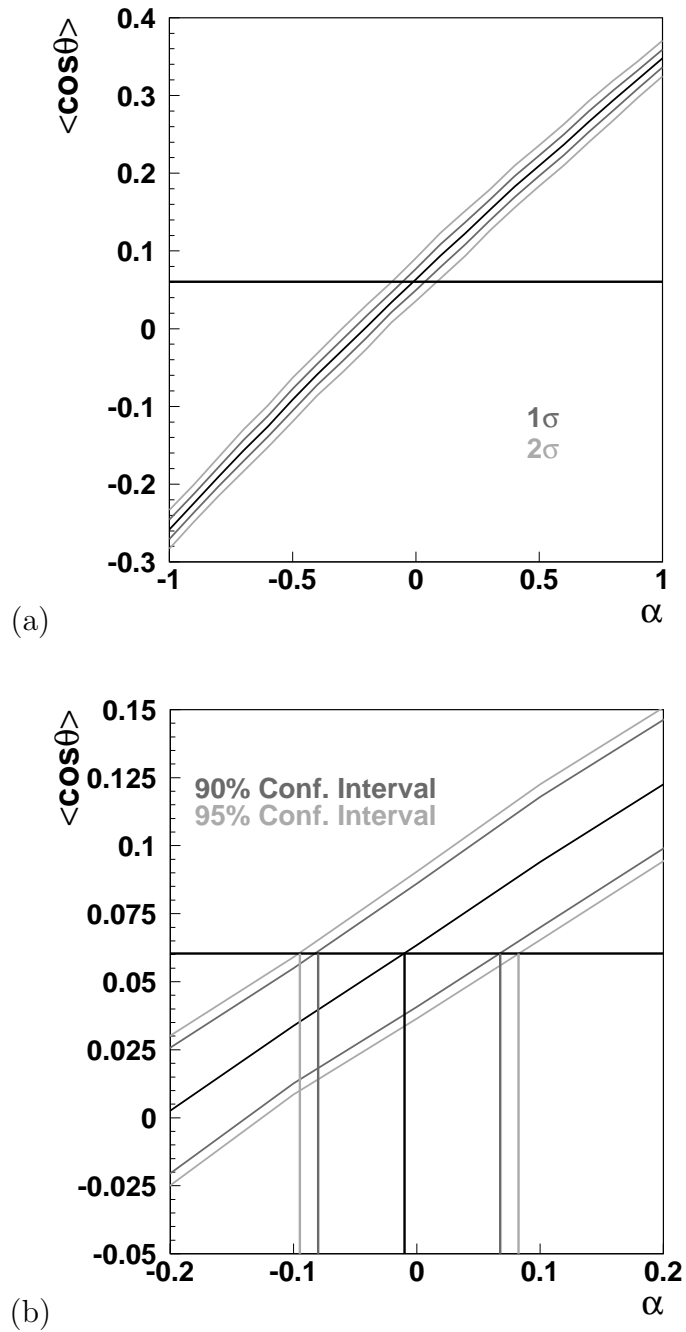 <cosθ>
0.4
0.3
0.2
0.1
0
-0.1
-0.2
-0.3
1σ
2σ
-1 -0.5 0 0.5 1
α
(a)
<cosθ>
0.15
0.125
0.1
0.075
0.05
0.025
0
-0.025
-0.05
90% Conf. Interval
95% Conf. Interval
-0.2 -0.1 0 0.1 0.2
α
(b)